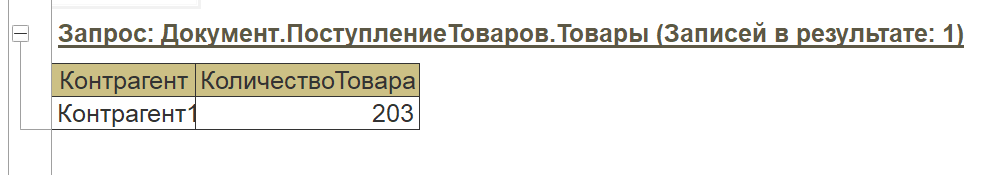 Запрос: Документ.ПоступлениеТоваров.Товары (Записей в результате: 1)
Контрагент КоличествоТовара
Контрагент1 203